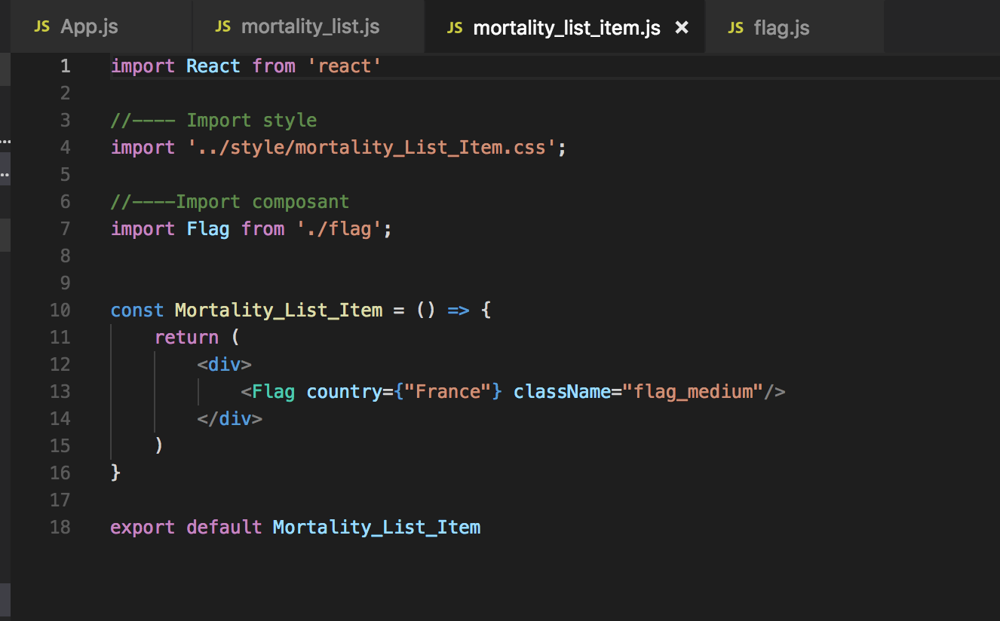 JS App.js JS mortality_list.js JS mortality_list_item.js × JS flag.js
1 import React from 'react'
2
3 //---- Import style
4 import '../style/mortality_List_Item.css';
5
6 //----Import composant
7 import Flag from './flag';
8
9
10 const Mortality_List_Item = () => {
11 return (
12 <div>
13 <Flag country={"France"} className="flag_medium"/>
14 </div>
15 )
16 }
17
18 export default Mortality_List_Item